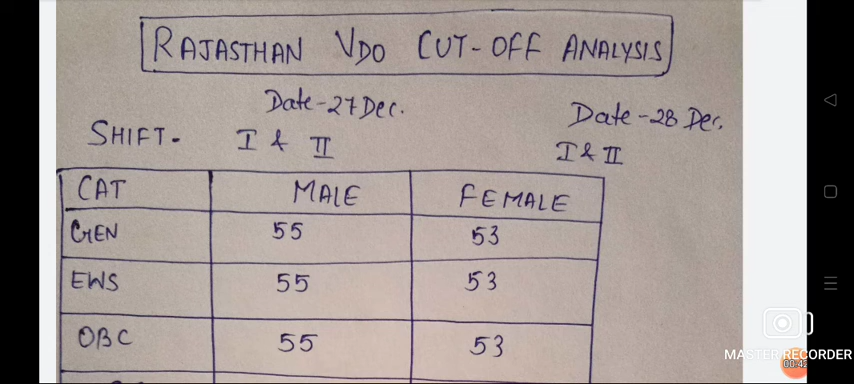 RAJASTHAN VDO CUT-OFF ANALYSIS
Date-27 Dec.
Date-28 Dec.
SHIFT- I & II
I & II
CAT MALE FEMALE
GEN 55 53
EWS 55 53
OBC 55 53
MASTER RECORDER